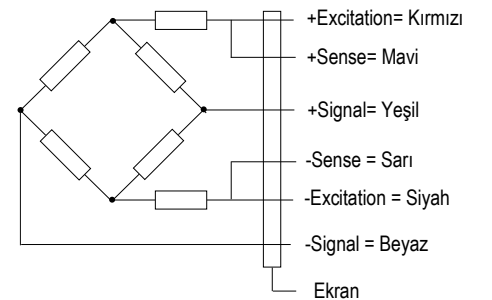 +Excitation= Kırmızı
+Sense= Mavi
+Signal= Yeşil
-Sense = Sarı
-Excitation = Siyah
-Signal = Beyaz
Ekran